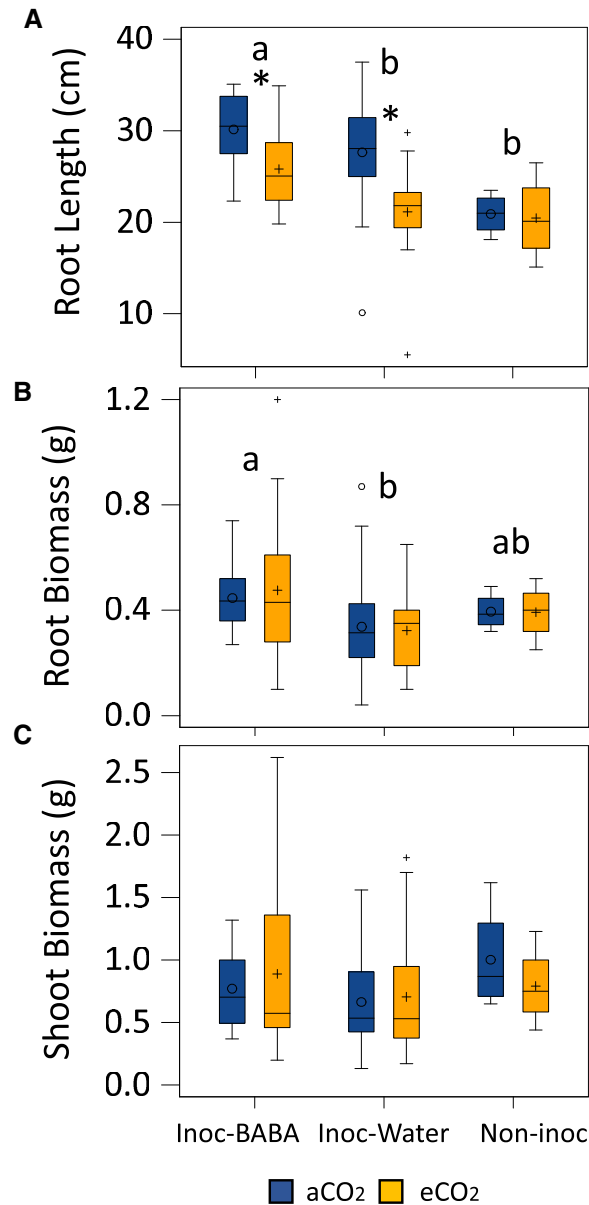 A
Root Length (cm)
40
30
20
10
a
*
b
*
b
B
Root Biomass (g)
1.2
0.8
0.4
0.0
a
b
ab
C
Shoot Biomass (g)
2.5
2.0
1.5
1.0
0.5
0.0
Inoc-BABA Inoc-Water Non-inoc
aCO2 eCO2